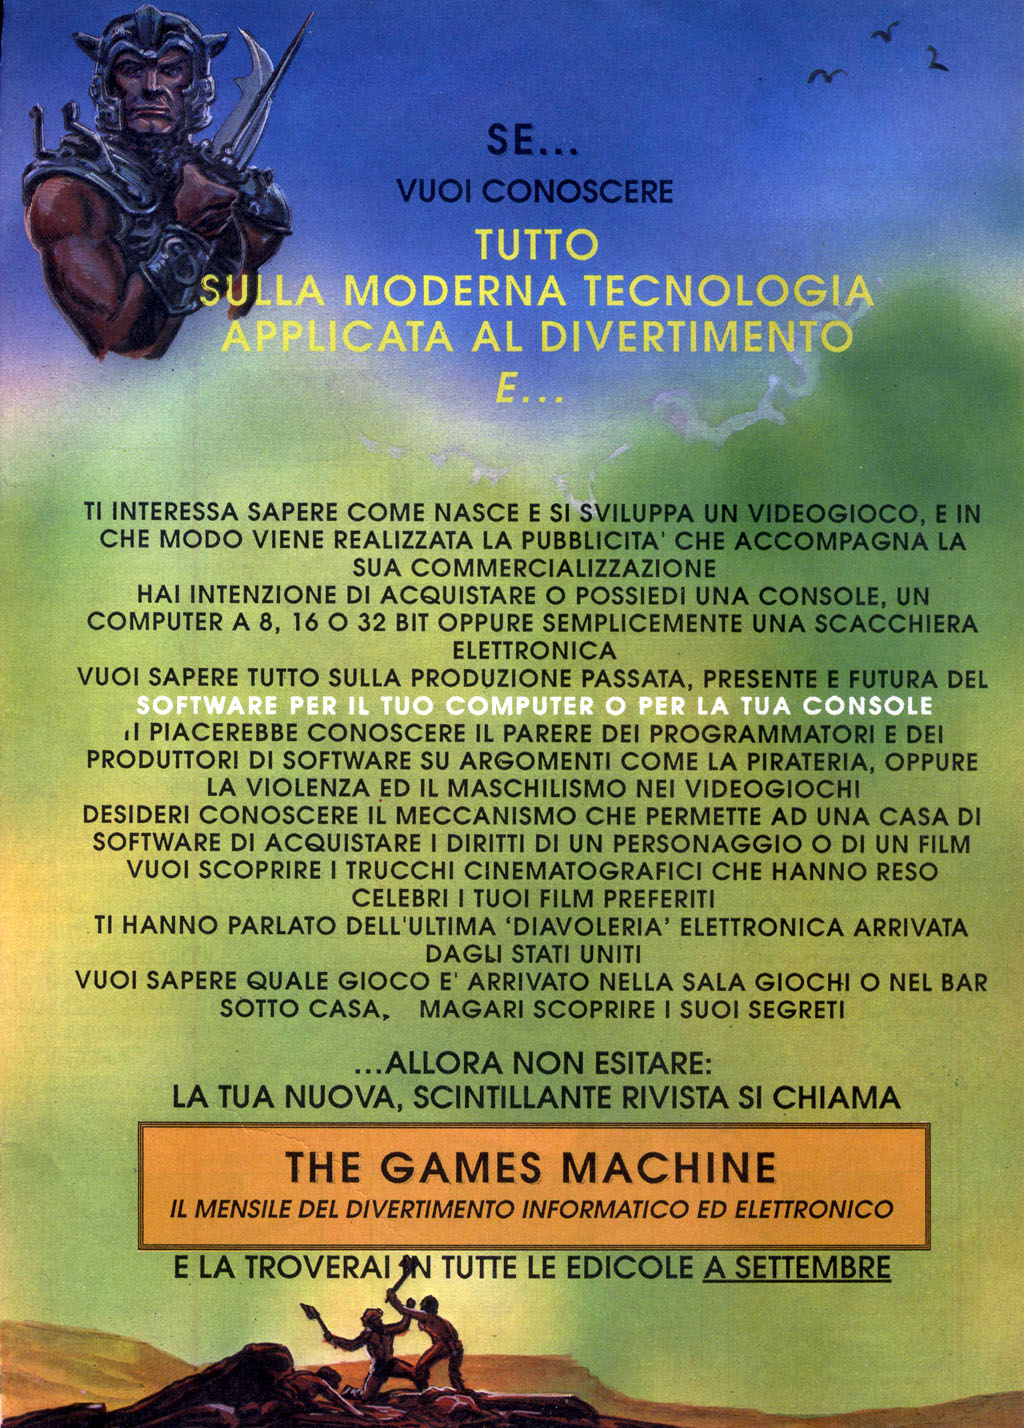 SE...
VUOI CONOSCERE
TUTTO
SULLA MODERNA TECNOLOGIA
APPLICATA AL DIVERTIMENTO
E...
TI INTERESSA SAPERE COME NASCE E SI SVILUPPA UN VIDEOGIOCO, E IN
CHE MODO VIENE REALIZZATA LA PUBBLICITA' CHE ACCOMPAGNA LA
SUA COMMERCIALIZZAZIONE
HAI INTENZIONE DI ACQUISTARE O POSSIEDI UNA CONSOLE, UN
COMPUTER A 8, 16 O 32 BIT OPPURE SEMPLICEMENTE UNA SCACCHIERA
ELETTRONICA
VUOI SAPERE TUTTO SULLA PRODUZIONE PASSATA, PRESENTE E FUTURA DEL
SOFTWARE PER IL TUO COMPUTER O PER LA TUA CONSOLE
TI PIACEREBBE CONOSCERE IL PARERE DEI PROGRAMMATORI E DEI
PRODUTTORI DI SOFTWARE SU ARGOMENTI COME LA PIRATERIA, OPPURE
LA VIOLENZA ED IL MASCHILISMO NEI VIDEOGIOCHI
DESIDERI CONOSCERE IL MECCANISMO CHE PERMETTE AD UNA CASA DI
SOFTWARE DI ACQUISTARE I DIRITTI DI UN PERSONAGGIO O DI UN FILM
VUOI SCOPRIRE I TRUCCHI CINEMATOGRAFICI CHE HANNO RESO
CELEBRI I TUOI FILM PREFERITI
TI HANNO PARLATO DELL'ULTIMA 'DIAVOLERIA' ELETTRONICA ARRIVATA
DAGLI STATI UNITI
VUOI SAPERE QUALE GIOCO E' ARRIVATO NELLA SALA GIOCHI O NEL BAR
SOTTO CASA, MAGARI SCOPRIRE I SUOI SEGRETI
...ALLORA NON ESITARE:
LA TUA NUOVA, SCINTILLANTE RIVISTA SI CHIAMA
THE GAMES MACHINE
IL MENSILE DEL DIVERTIMENTO INFORMATICO ED ELETTRONICO
E LA TROVERAI IN TUTTE LE EDICOLE A SETTEMBRE